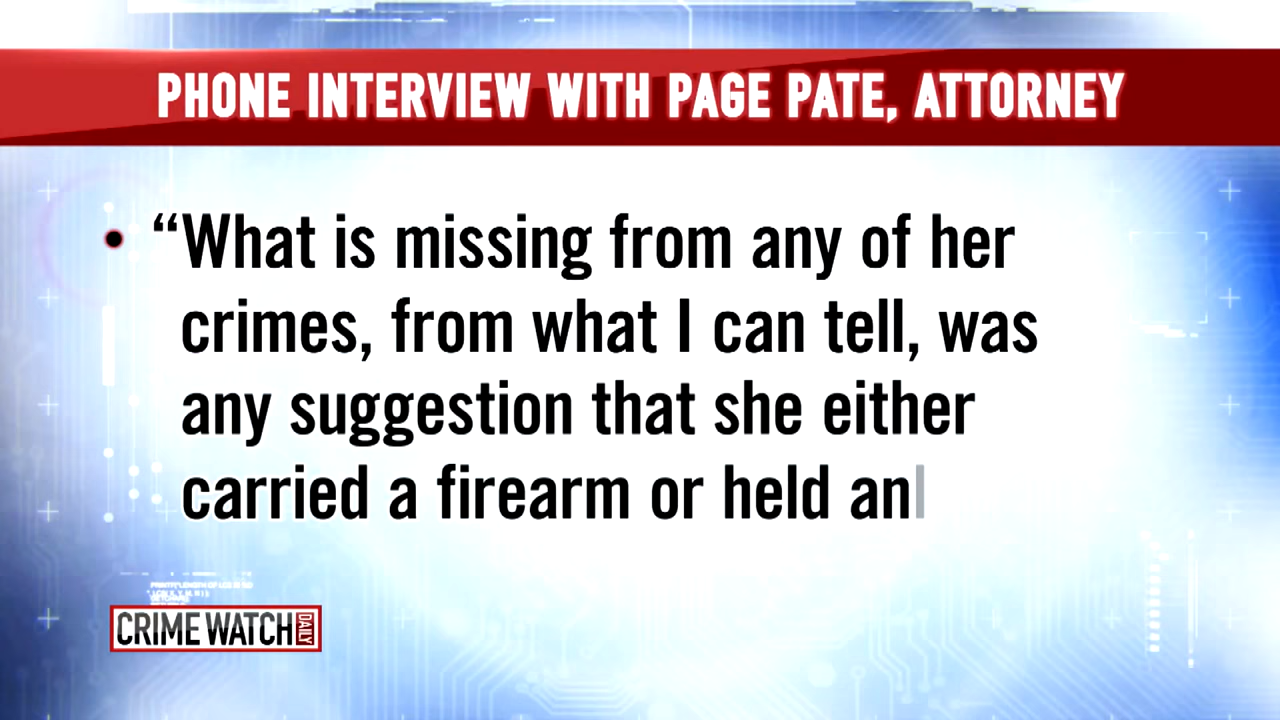 PHONE INTERVIEW WITH PAGE PATE, ATTORNEY
• “What is missing from any of her
crimes, from what I can tell, was
any suggestion that she either
carried a firearm or held an
CRIME WATCH DAILY